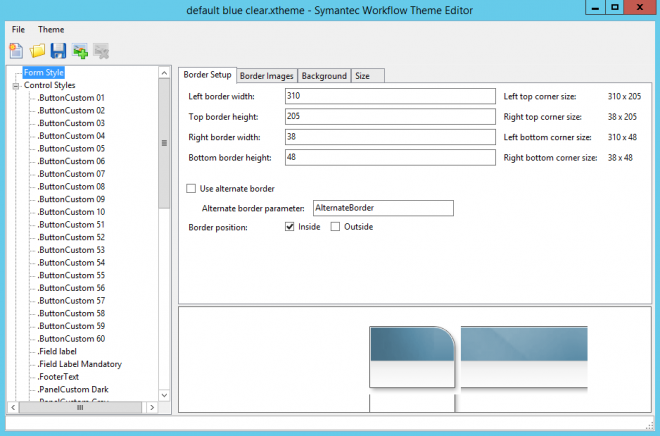 default blue clear.xtheme - Symantec Workflow Theme Editor
File Theme
Form Style
Control Styles
.ButtonCustom 01
.ButtonCustom 02
.ButtonCustom 03
.ButtonCustom 04
.ButtonCustom 05
.ButtonCustom 06
.ButtonCustom 07
.ButtonCustom 08
.ButtonCustom 09
.ButtonCustom 10
.ButtonCustom 51
.ButtonCustom 52
.ButtonCustom 53
.ButtonCustom 54
.ButtonCustom 55
.ButtonCustom 56
.ButtonCustom 57
.ButtonCustom 58
.ButtonCustom 59
.ButtonCustom 60
.Field label
.Field Label Mandatory
.FooterText
.PanelCustom Dark
.PanelCustom Gray
Border Setup Border Images Background Size
Left border width: 310 Left top corner size: 310 x 205
Top border height: 205 Right top corner size: 38 x 205
Right border width: 38 Left bottom corner size: 310 x 48
Bottom border height: 48 Right bottom corner size: 38 x 48
Use alternate border
Alternate border parameter: AlternateBorder
Border position: Inside Outside